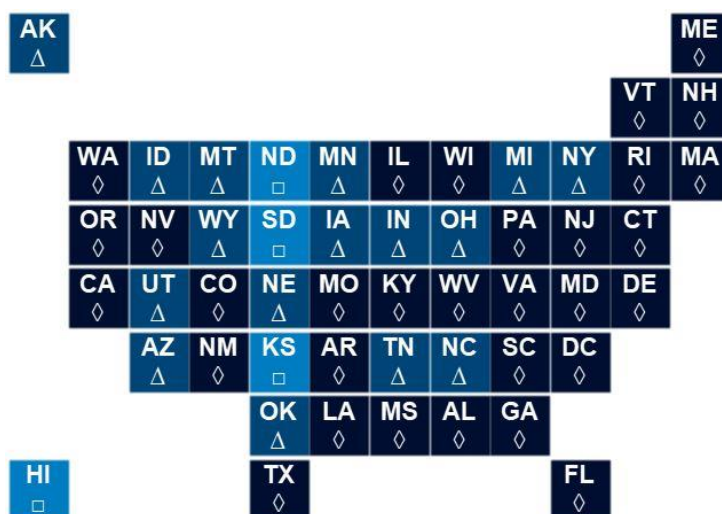 AK ME
Δ ◊
VT NH
◊ ◊
WA ID MT ND MN IL WI MI NY RI MA
◊ Δ Δ □ Δ ◊ ◊ Δ Δ ◊ ◊
OR NV WY SD IA IN OH PA NJ CT
◊ ◊ Δ □ Δ Δ Δ ◊ ◊ ◊
CA UT CO NE MO KY WV VA MD DE
◊ Δ ◊ Δ ◊ ◊ ◊ ◊ ◊ ◊
AZ NM KS AR TN NC SC DC
Δ ◊ □ ◊ Δ Δ ◊ ◊
OK LA MS AL GA
Δ ◊ ◊ ◊ ◊
HI TX FL
□ ◊ ◊